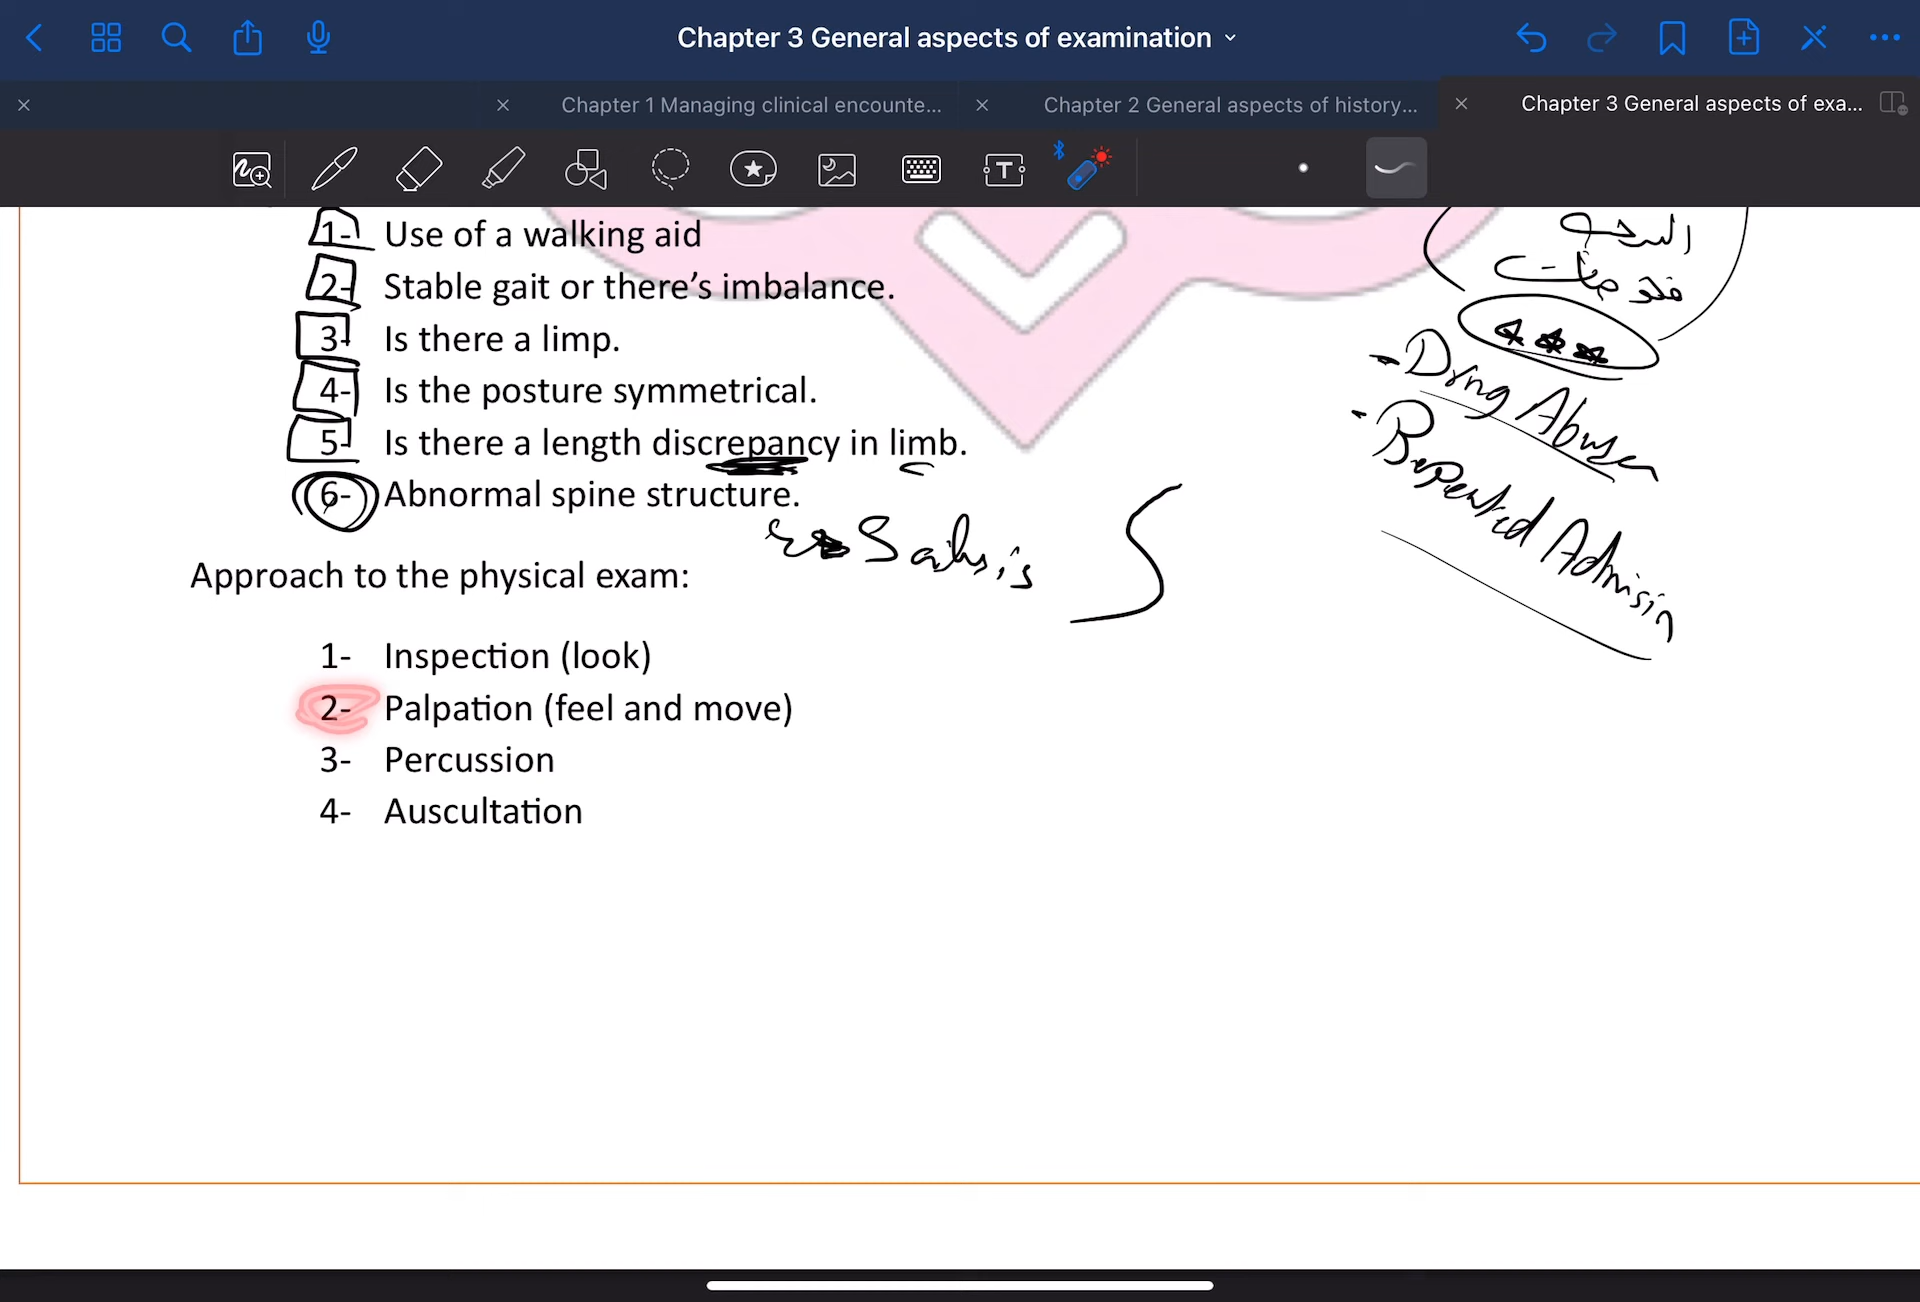 Chapter 3 General aspects of examination
Chapter 1 Managing clinical encounte...
Chapter 2 General aspects of history...
Chapter 3 General aspects of exa...
1- Use of a walking aid
2- Stable gait or there’s imbalance.
3- Is there a limp.
4- Is the posture symmetrical.
5- Is there a length discrepancy in limb.
6- Abnormal spine structure.
Approach to the physical exam:
1- Inspection (look)
2- Palpation (feel and move)
3- Percussion
4- Auscultation
- Drug Abuser
- Repeated Admission